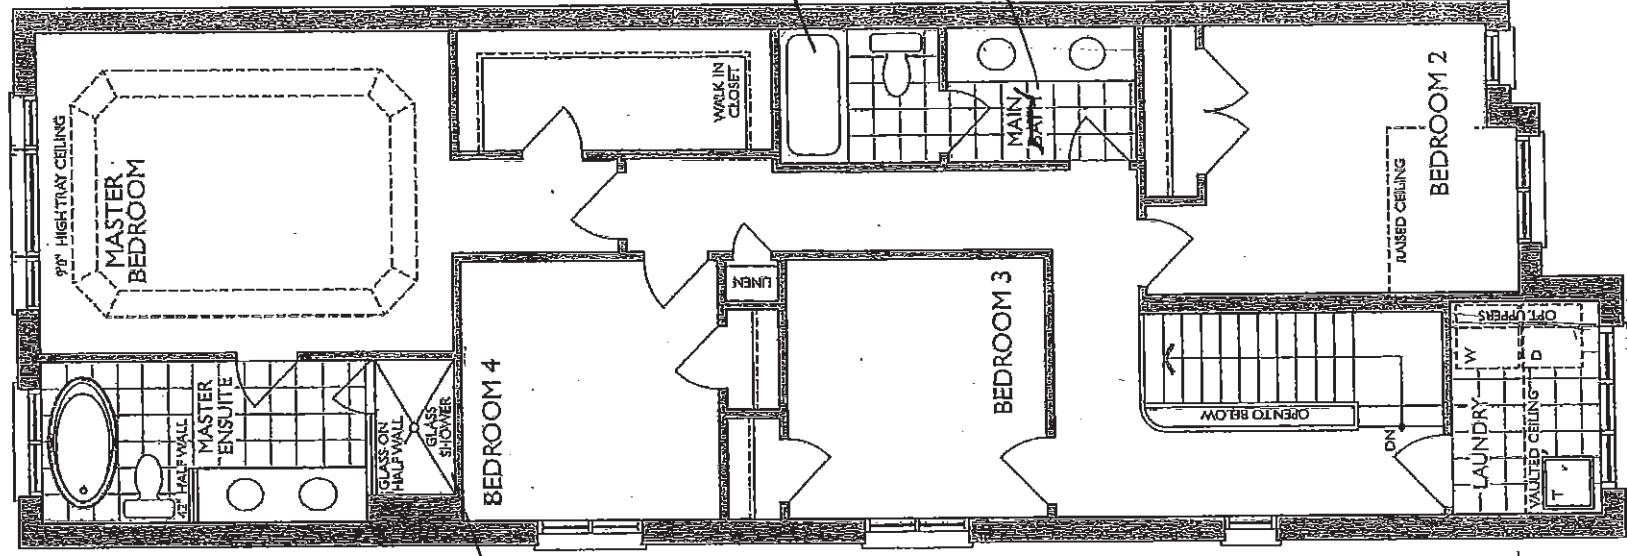 9'0" HIGH TRAY CEILING
MASTER
BEDROOM
WALK IN
CLOSET
MAIN
BATH
BEDROOM 2
RAISED CEILING
LINEN
BEDROOM 3
BEDROOM 4
MASTER
ENSUITE
42" HALF WALL
GLASS ON
HALF WALL
GLASS
SHOWER
OPEN TO BELOW
DN
OPT. UPPERS
W
D
LAUNDRY
VAULTED CEILING
T